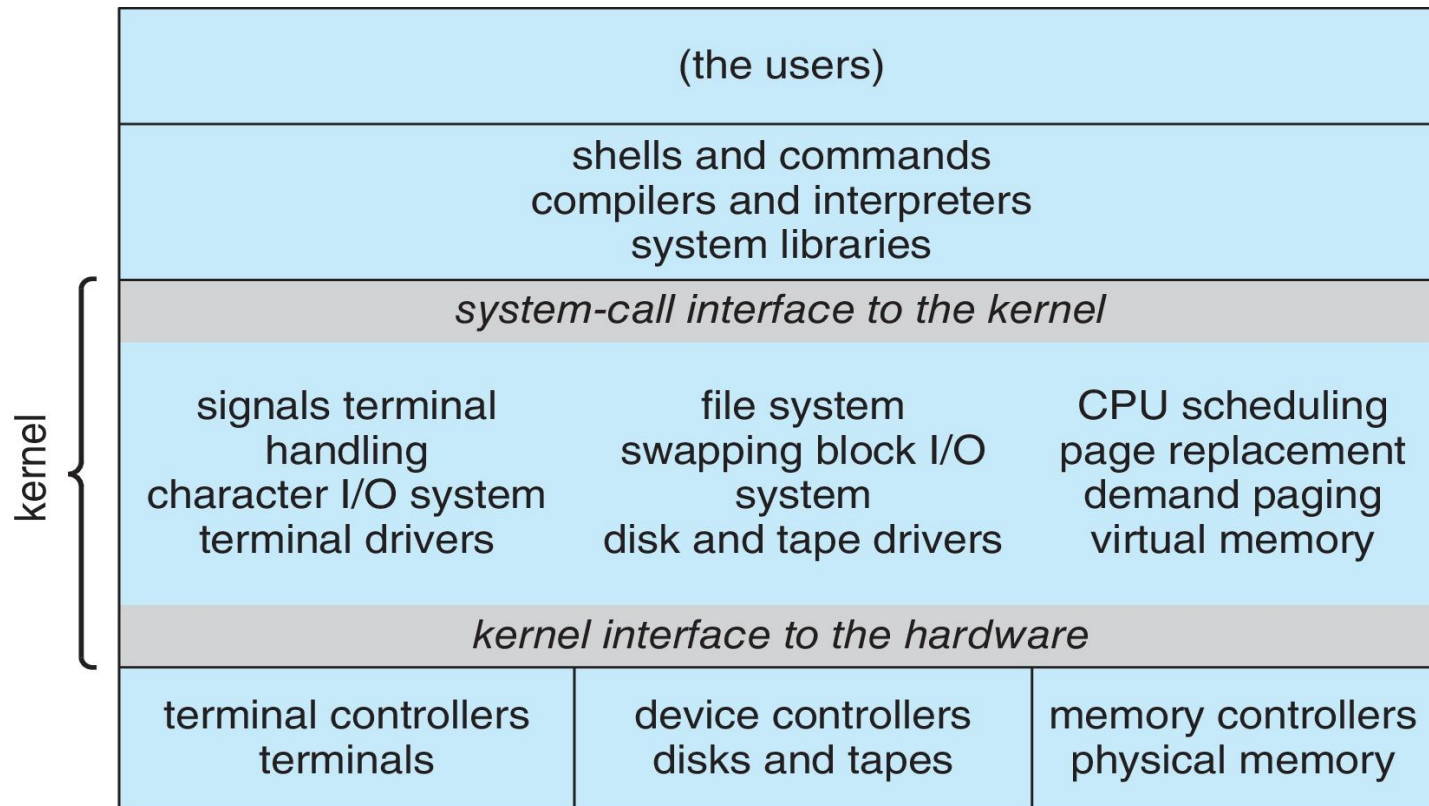 (the users)
shells and commands
compilers and interpreters
system libraries
system-call interface to the kernel
kernel
signals terminal
handling
character I/O system
terminal drivers
file system
swapping block I/O
system
disk and tape drivers
CPU scheduling
page replacement
demand paging
virtual memory
kernel interface to the hardware
terminal controllers
terminals
device controllers
disks and tapes
memory controllers
physical memory